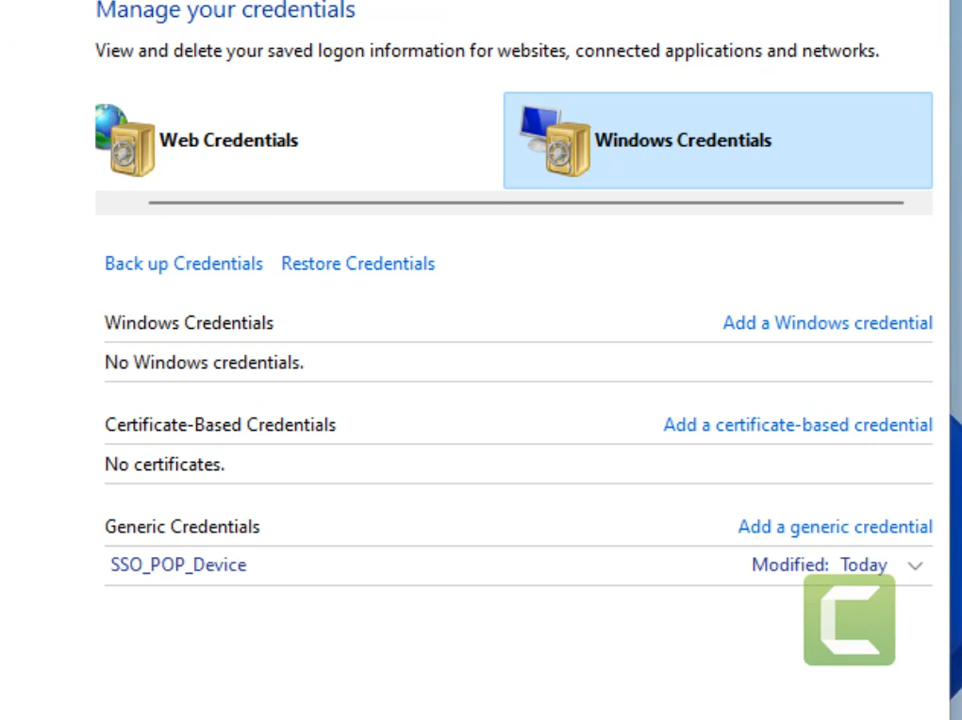 Manage your credentials
View and delete your saved logon information for websites, connected applications and networks.
Web Credentials
Windows Credentials
Back up Credentials Restore Credentials
Windows Credentials Add a Windows credential
No Windows credentials.
Certificate-Based Credentials Add a certificate-based credential
No certificates.
Generic Credentials Add a generic credential
SSO_POP_Device Modified: Today